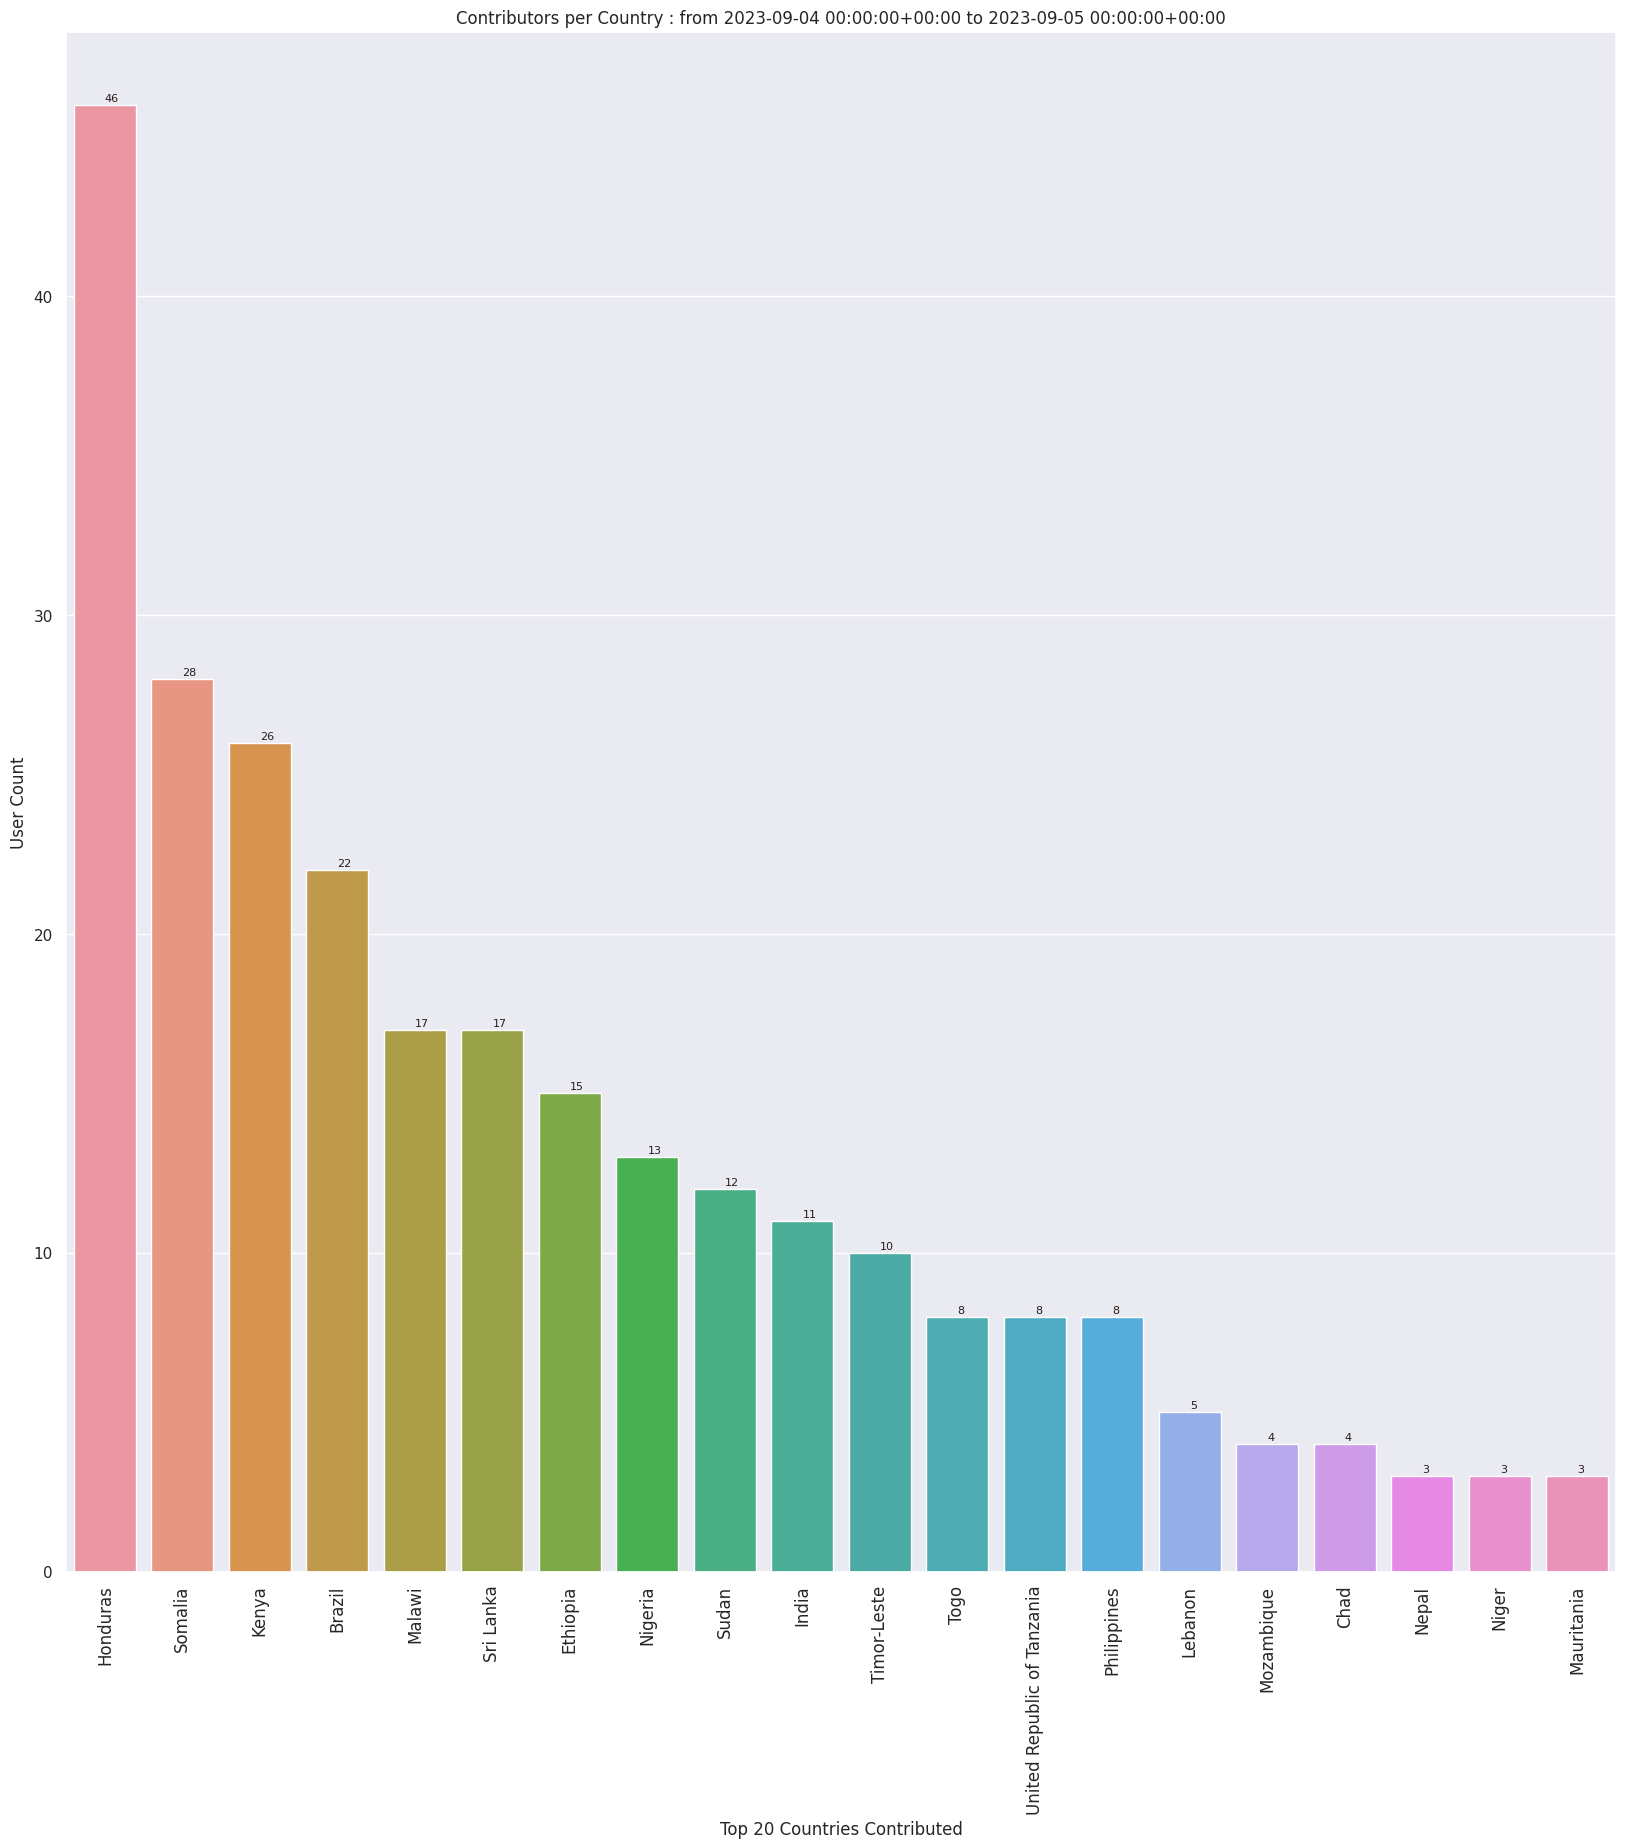 Contributors per Country : from 2023-09-04 00:00:00+00:00 to 2023-09-05 00:00:00+00:00
User Count
40
30
20
10
0
46
28
26
22
17
17
15
13
12
11
10
8
8
8
5
4
4
3
3
3
Honduras
Somalia
Kenya
Brazil
Malawi
Sri Lanka
Ethiopia
Nigeria
Sudan
India
Timor-Leste
Togo
United Republic of Tanzania
Philippines
Lebanon
Mozambique
Chad
Nepal
Niger
Mauritania
Top 20 Countries Contributed